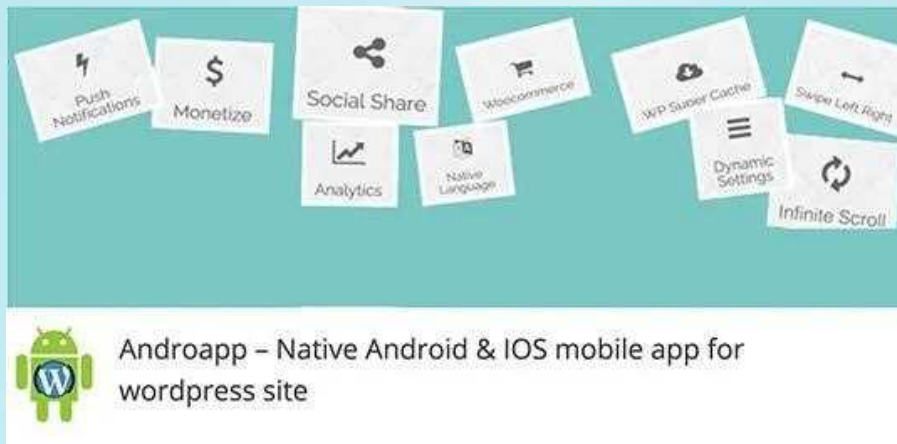 Push
Notifications
Monetize
Social Share
Woocommerce
WP Super Cache
Swipe Left Right
Analytics
Native
Language
Dynamic
Settings
Infinite Scroll
W
Androapp – Native Android & IOS mobile app for
wordpress site